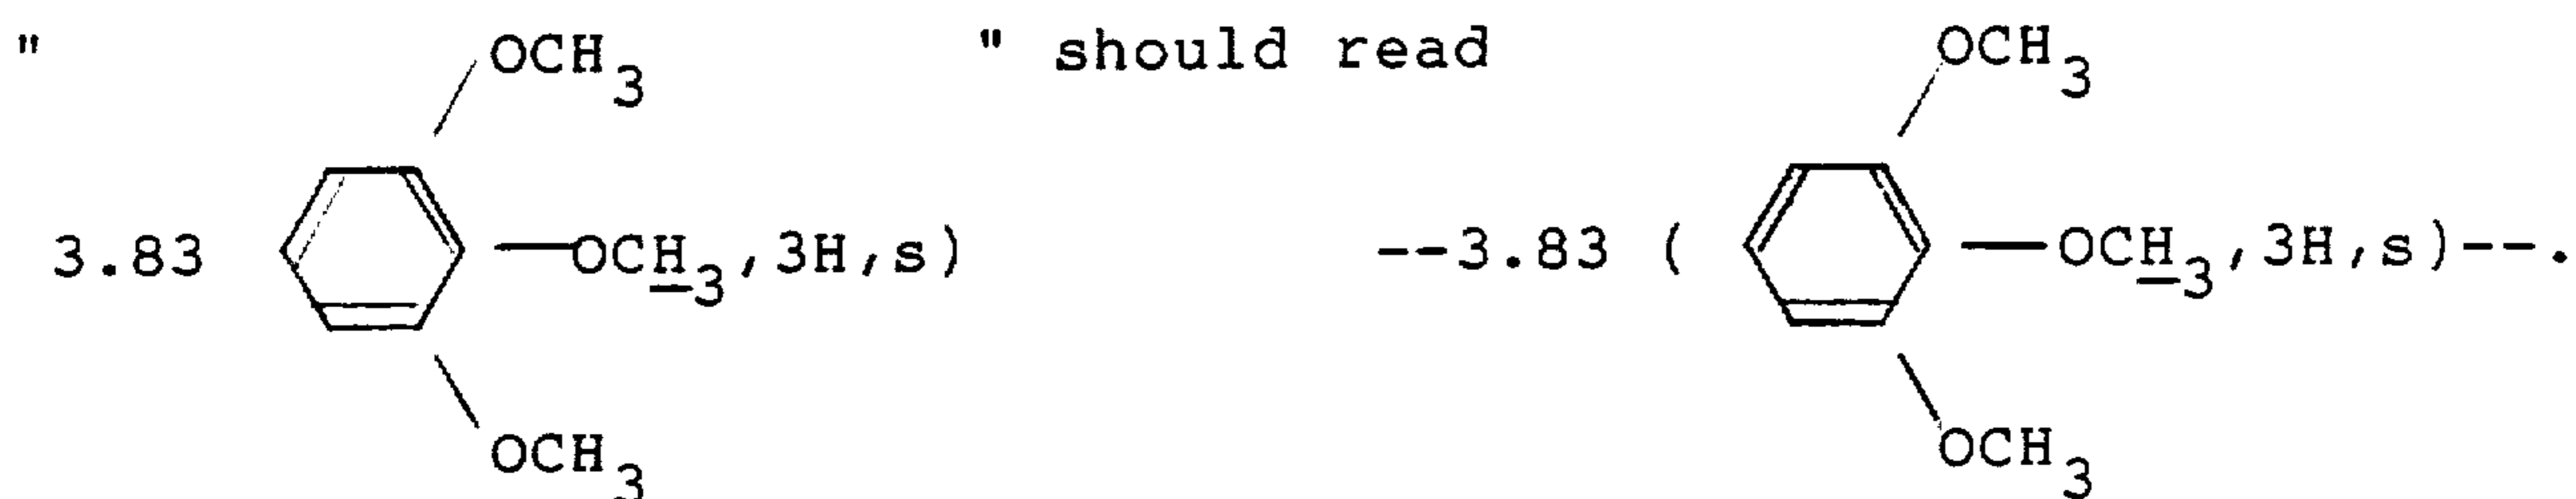 " OCH3 " should read OCH3
3.83 OCH3,3H,s) --3.83 ( OCH3,3H,s)--.
OCH3 OCH3